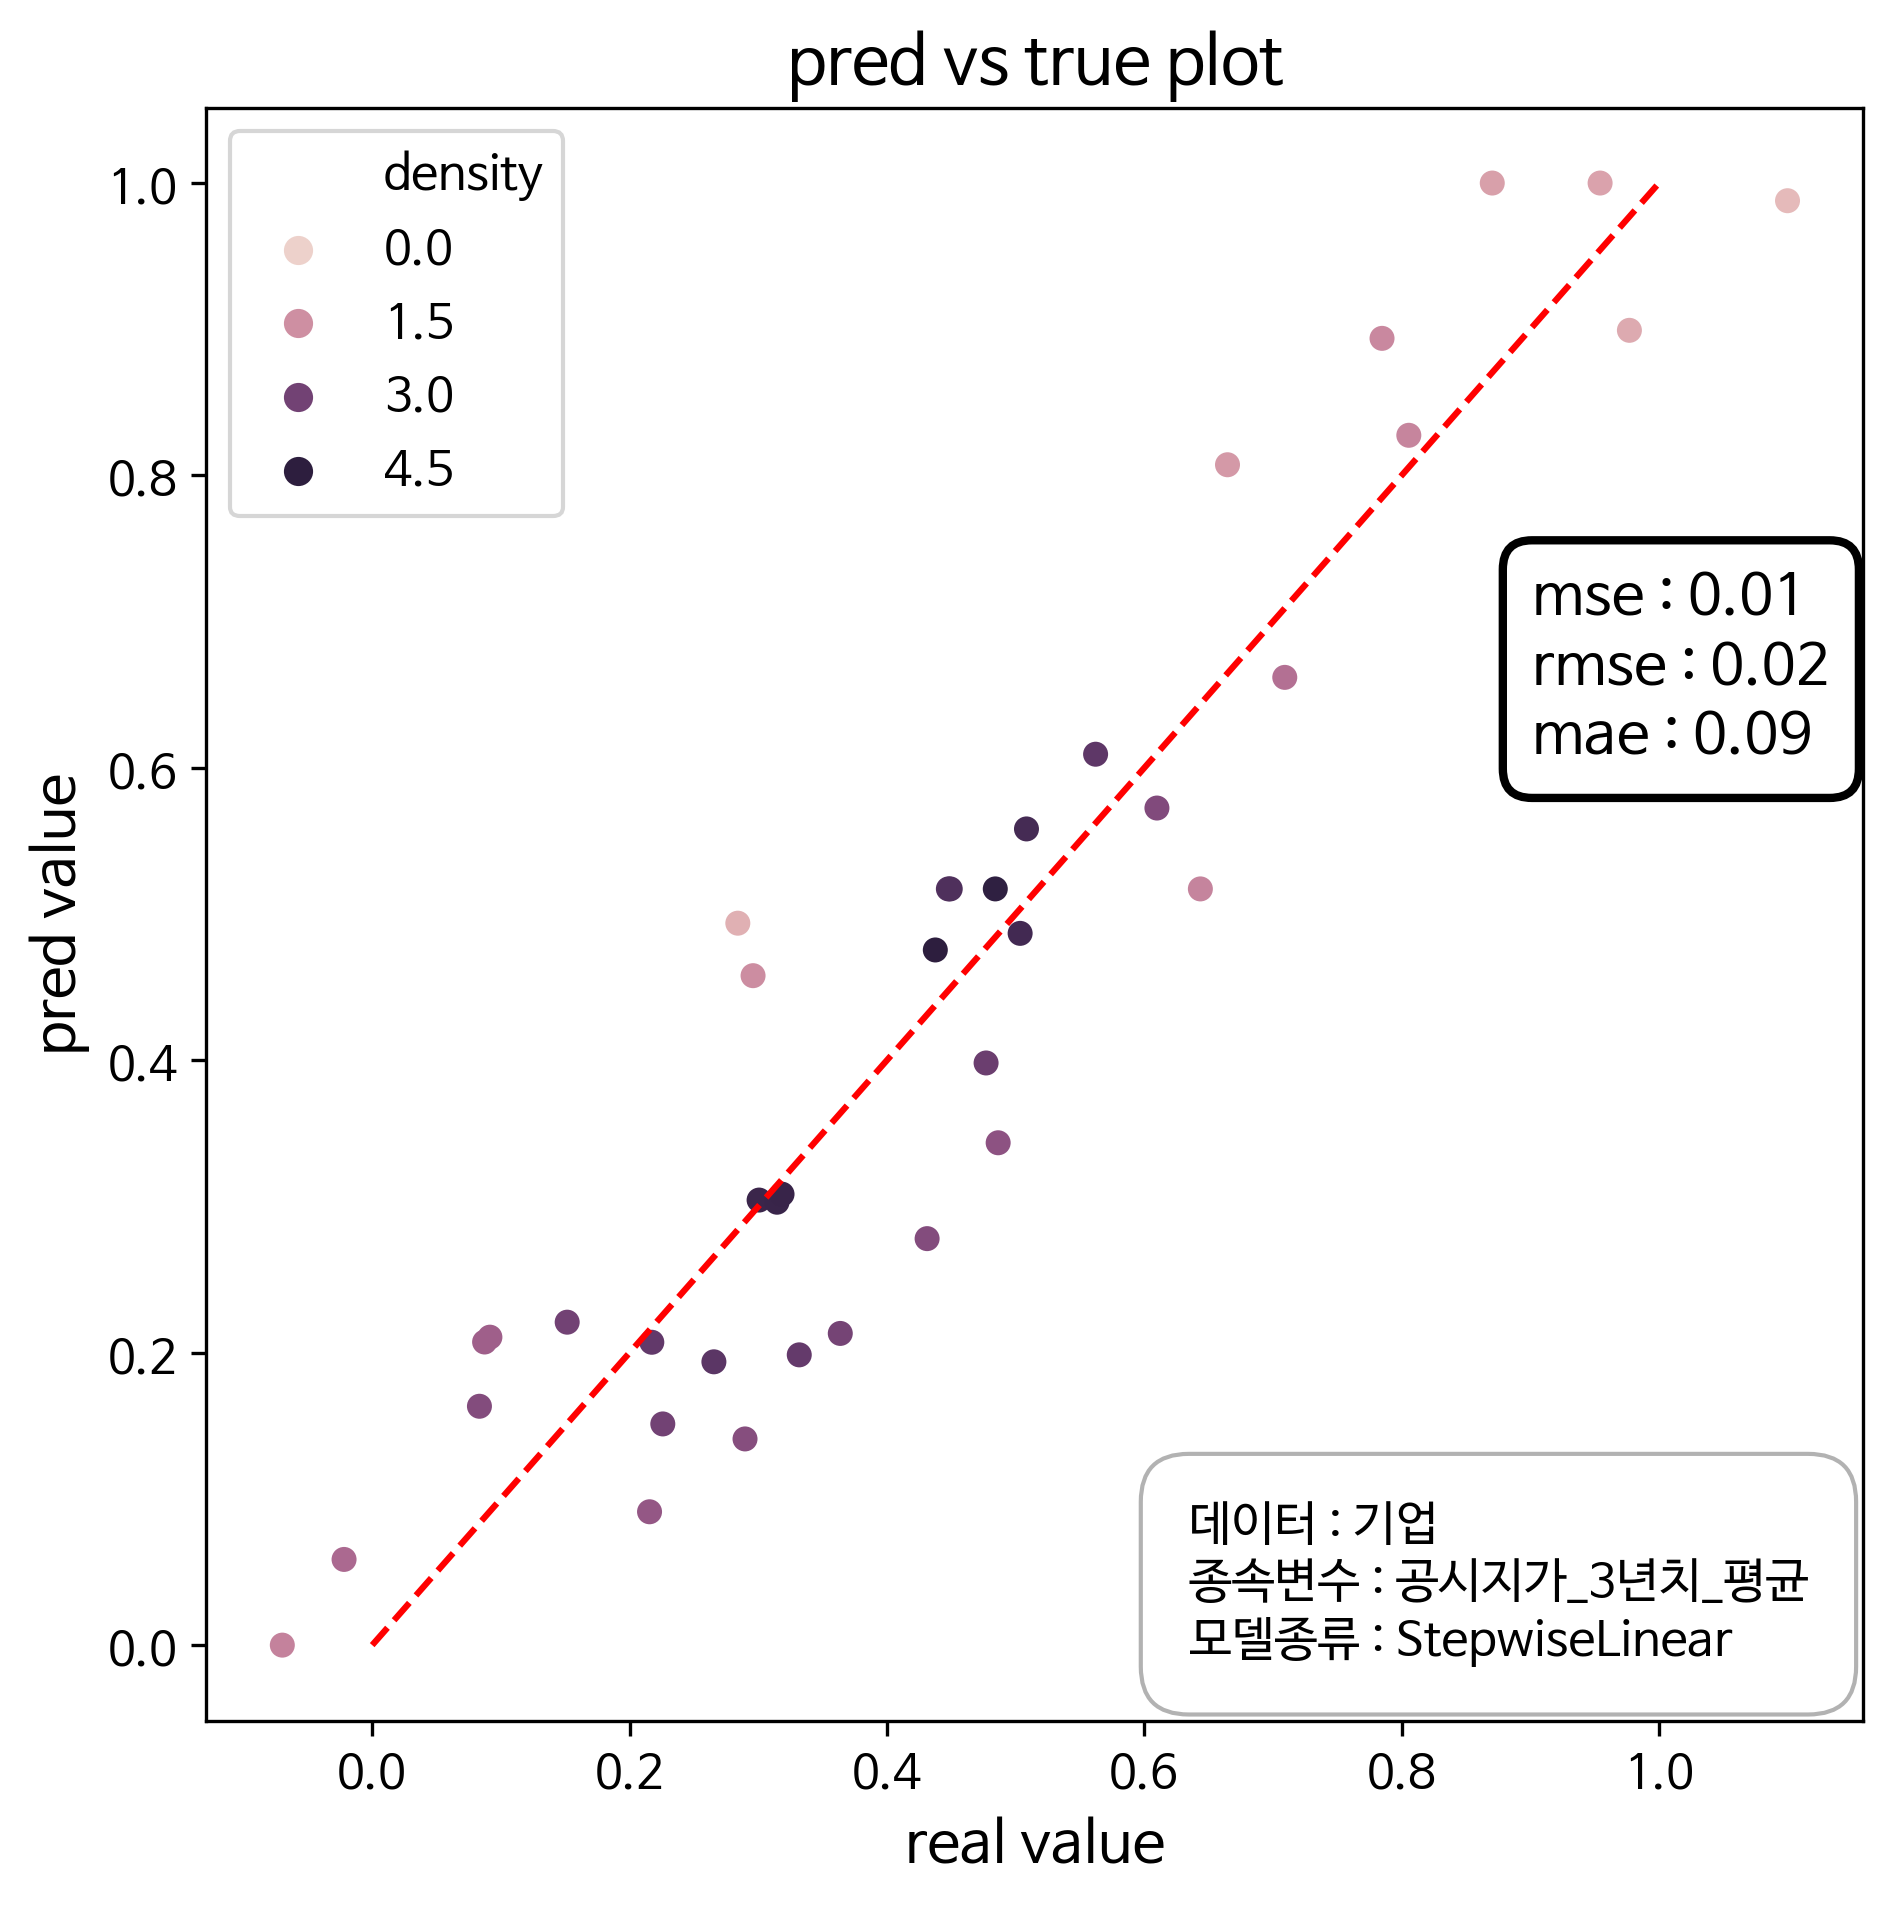 pred vs true plot
density
0.0
1.5
3.0
4.5
1.0
0.8
0.6
0.4
0.2
0.0
pred value
mse : 0.01
rmse : 0.02
mae : 0.09
데이터 : 기업
종속변수 : 공시지가_3년치_평균
모델종류 : StepwiseLinear
0.0 0.2 0.4 0.6 0.8 1.0
real value